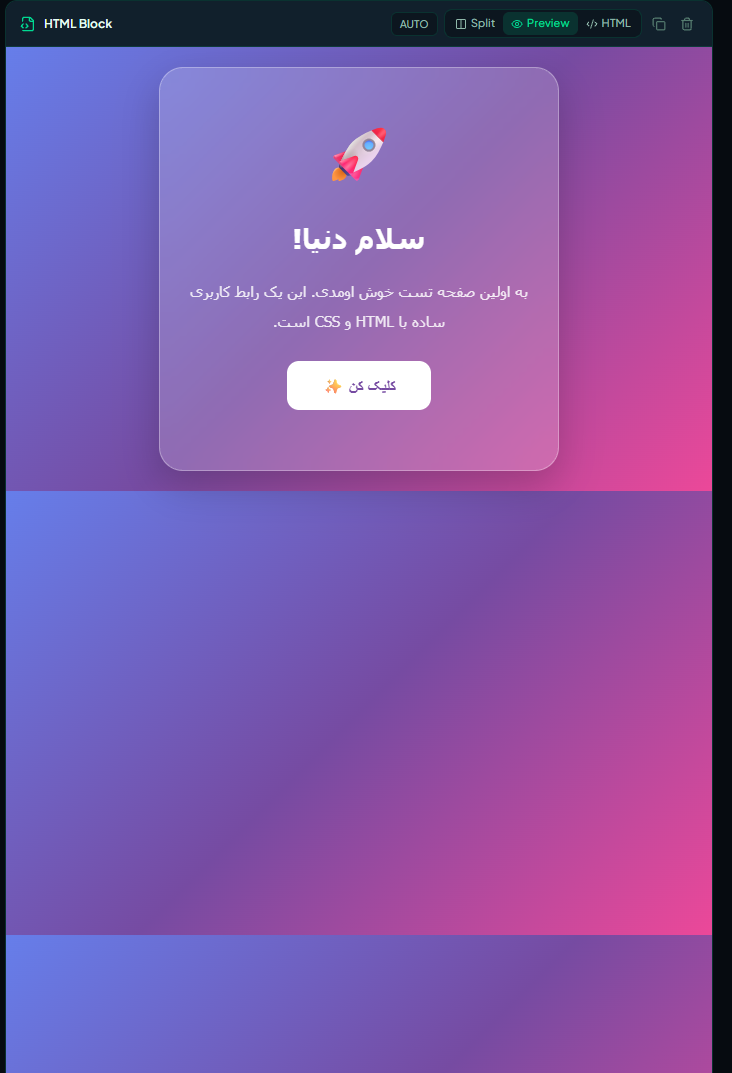 HTML Block
AUTO
Split
Preview
HTML
سلام دنیا!
به اولین صفحه تست خوش اومدی. این یک رابط کاربری
ساده با HTML و CSS است.
کلیک کن ✨